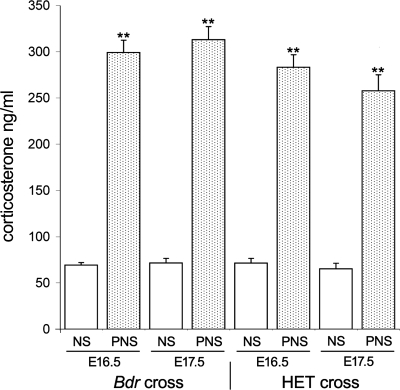 350
300
250
200
150
100
50
0
corticosterone ng/ml
** ** ** **
NS PNS NS PNS NS PNS NS PNS
E16.5 E17.5 E16.5 E17.5
Bdr cross HET cross